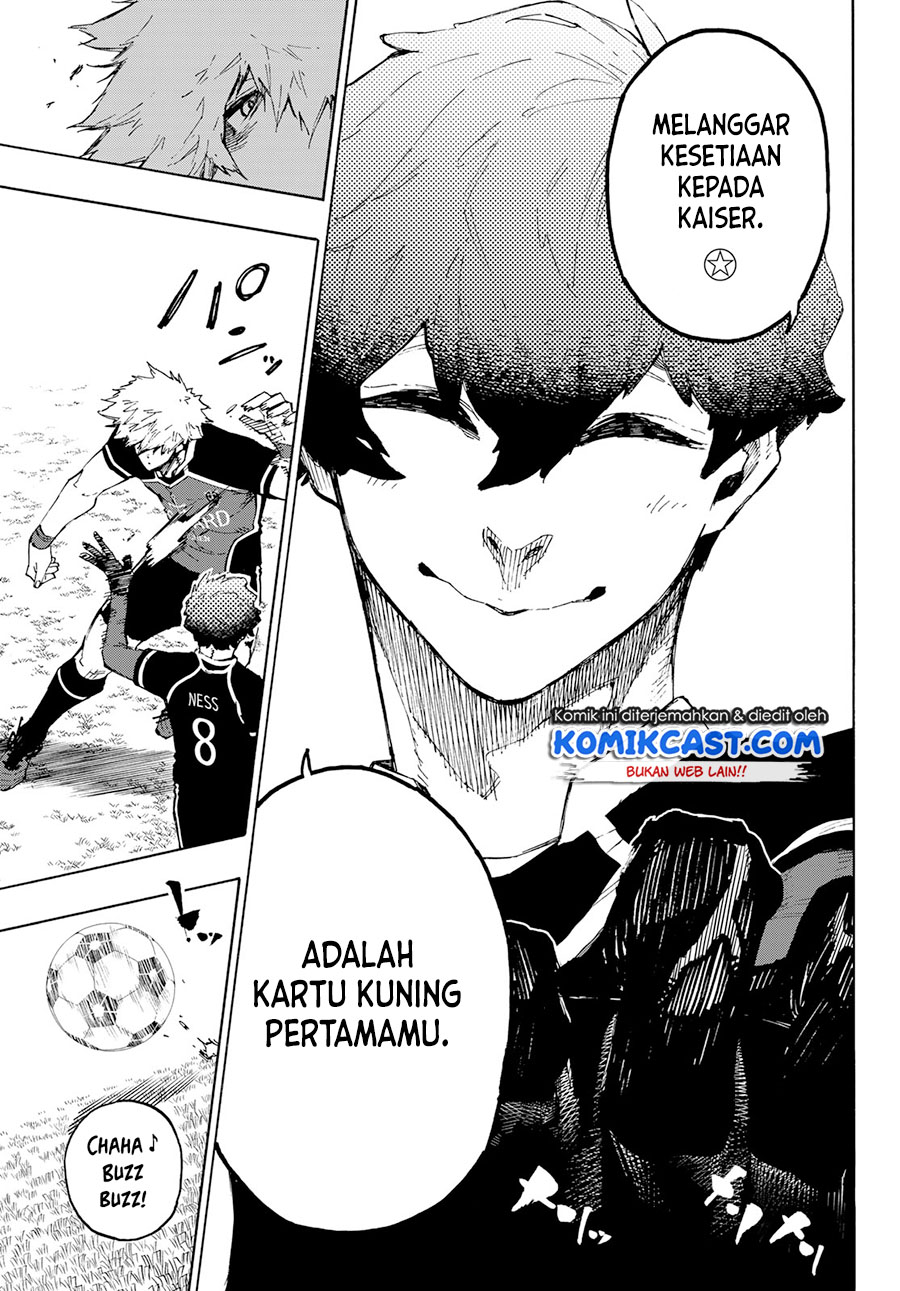 MELANGGAR
KESETIAAN
KEPADA
KAISER.
NESS
8
Komik ini diterjemahkan & diedit oleh
KOMIKCAST.COM
BUKAN WEB LAIN!!
ADALAH
KARTU KUNING
PERTAMAMU.
CHAHA♪
BUZZ
BUZZ!